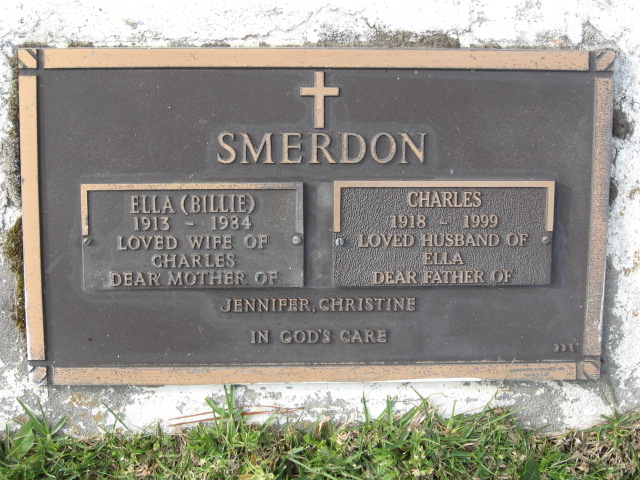 SMERDON
ELLA (BILLIE)
1913 - 1984
LOVED WIFE OF
CHARLES
DEAR MOTHER OF
CHARLES
1918 - 1999
LOVED HUSBAND OF
ELLA
DEAR FATHER OF
JENNIFER, CHRISTINE
IN GOD'S CARE